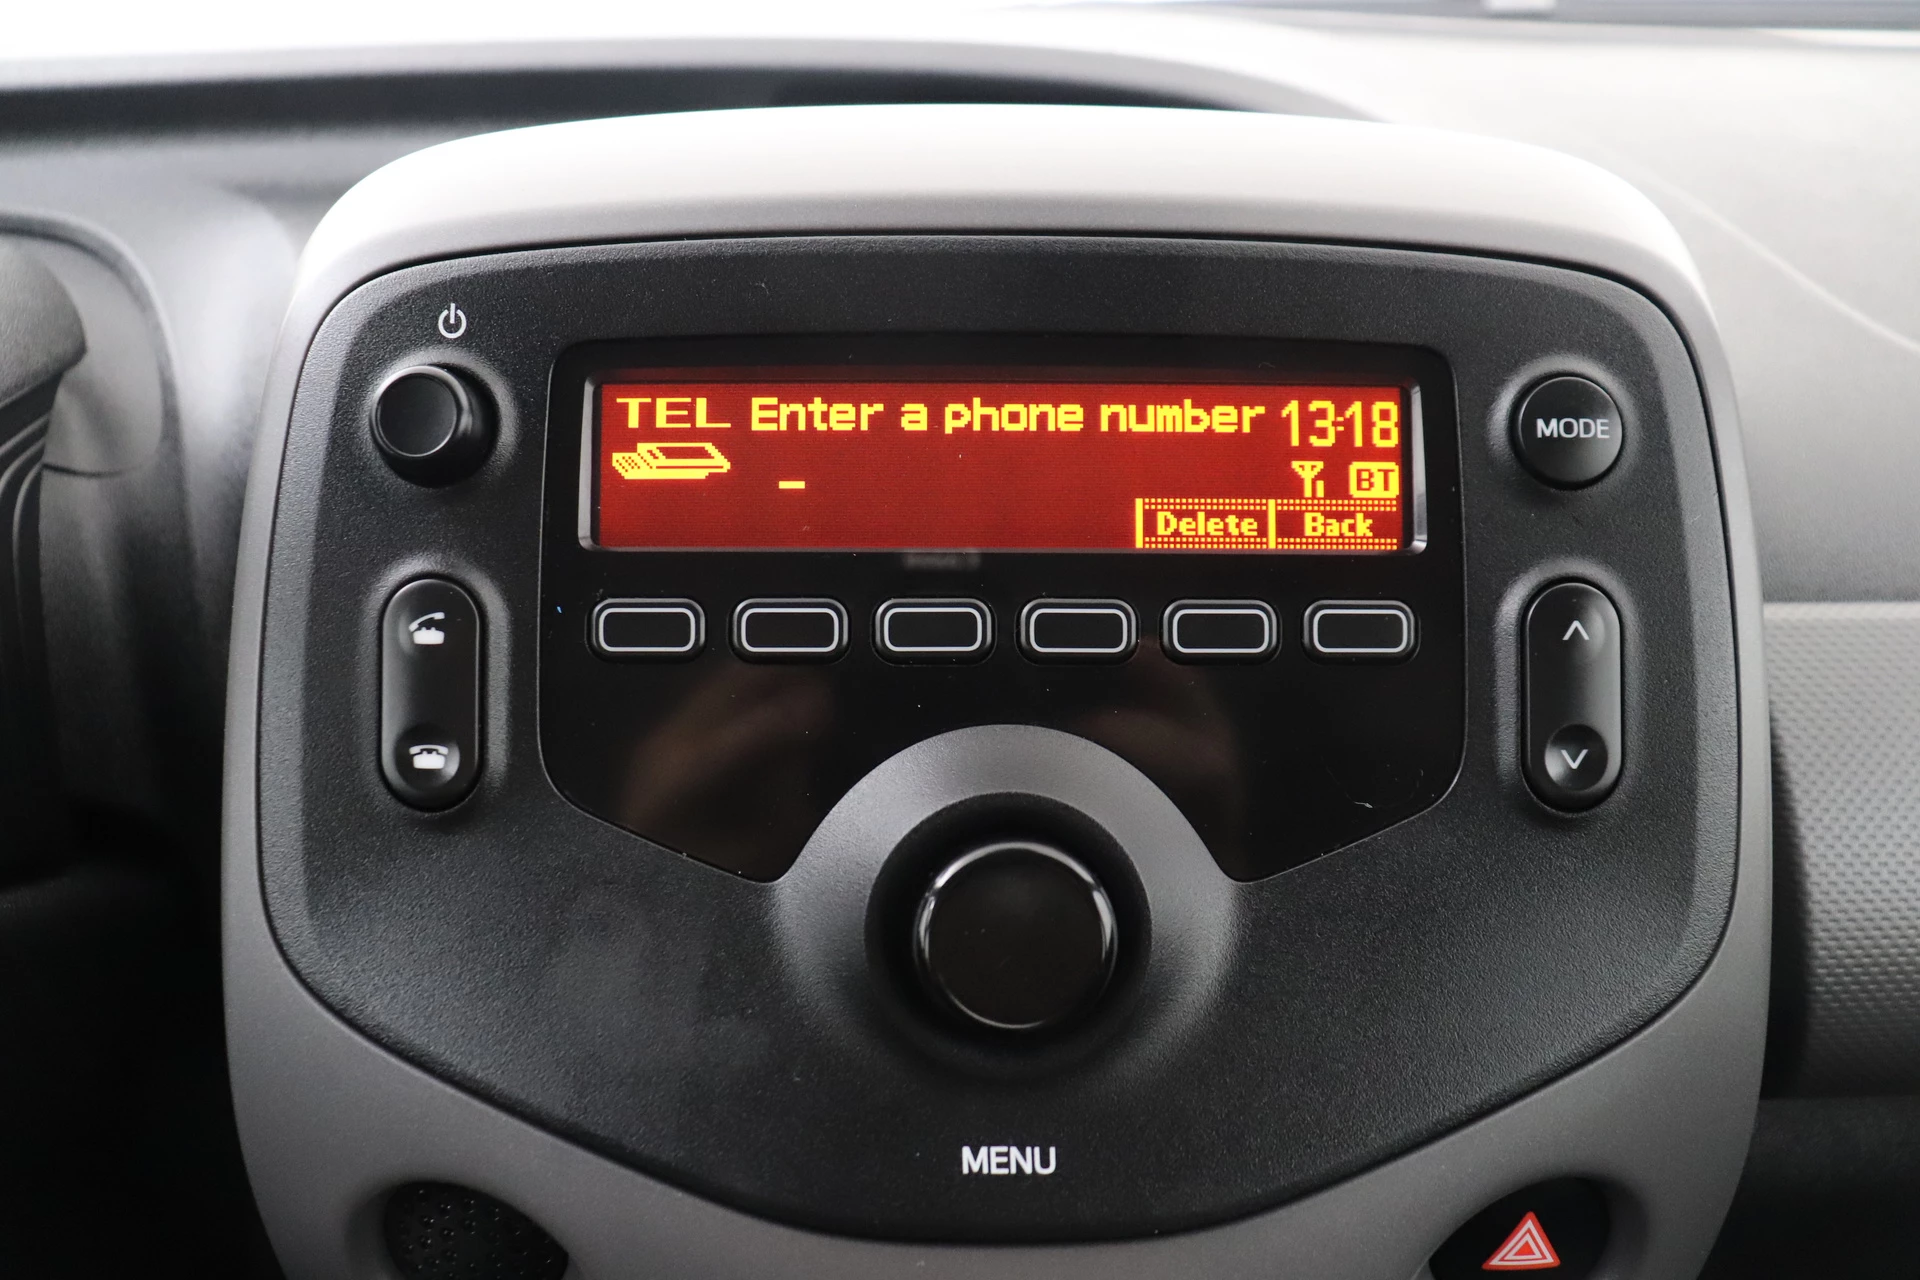 TEL Enter a phone number 13:18
_ BT
Delete Back
MODE
MENU